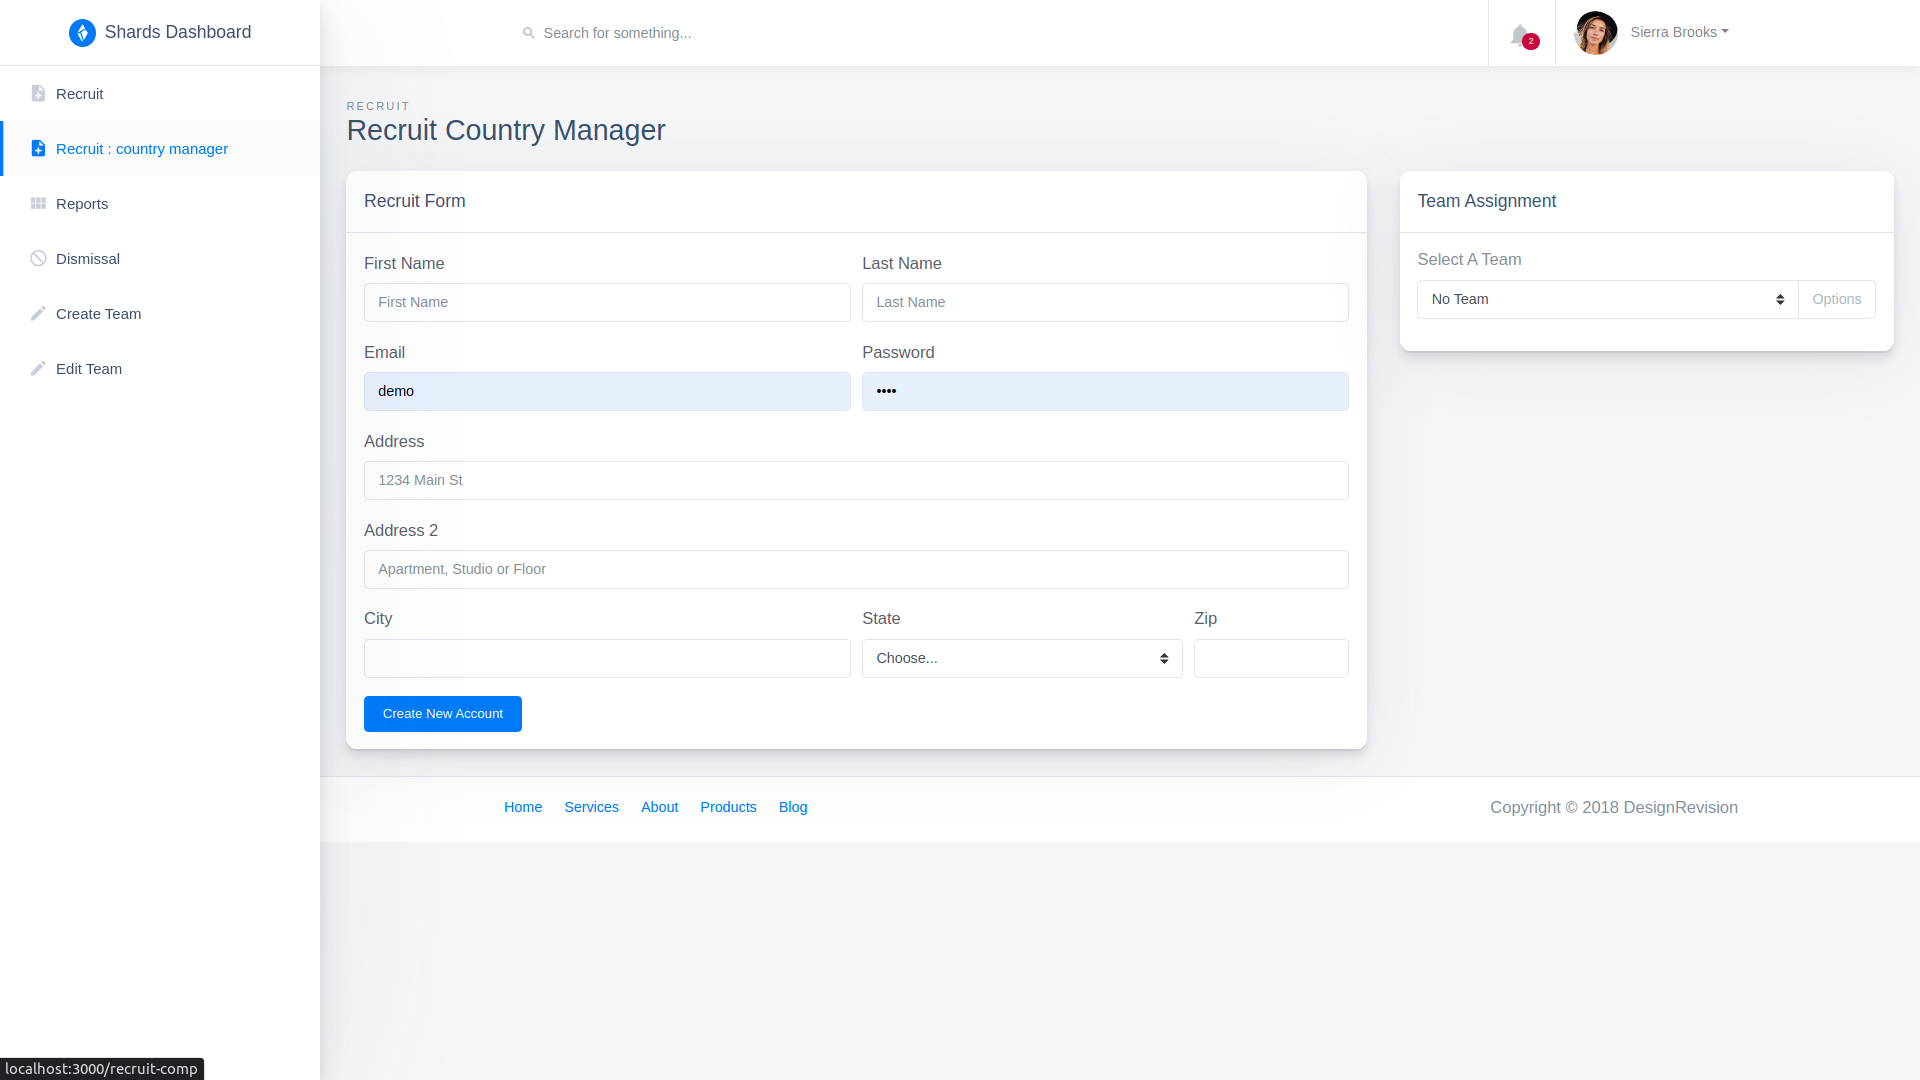 Shards Dashboard
Search for something...
2
Sierra Brooks
Recruit
Recruit : country manager
Reports
Dismissal
Create Team
Edit Team
RECRUIT
Recruit Country Manager
Recruit Form
First Name
Last Name
First Name
Last Name
Email
Password
demo
••••
Address
1234 Main St
Address 2
Apartment, Studio or Floor
City
State
Zip
Choose...
Create New Account
Team Assignment
Select A Team
No Team
Options
Home
Services
About
Products
Blog
Copyright © 2018 DesignRevision
localhost:3000/recruit-comp